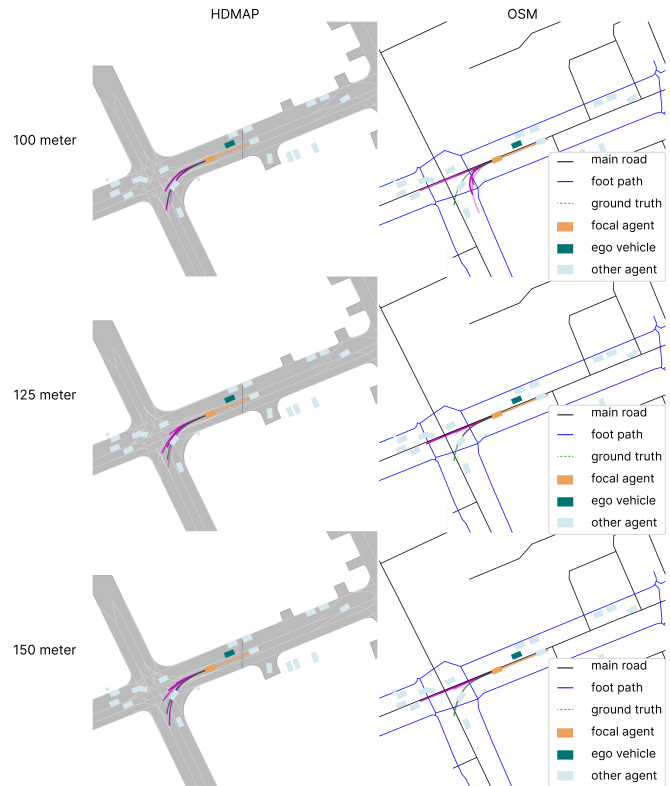 HDMAP
OSM
100 meter
main road
foot path
ground truth
focal agent
ego vehicle
other agent
125 meter
main road
foot path
ground truth
focal agent
ego vehicle
other agent
150 meter
main road
foot path
ground truth
focal agent
ego vehicle
other agent